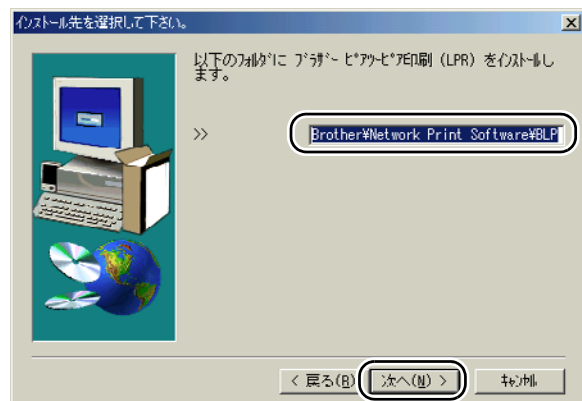 インストール先を選択して下さい。
以下のフォルダに ブラザー ピアツーピア印刷 (LPR) をインストールし
ます。
>> Brother¥Network Print Software¥BLP
< 戻る(B) 次へ(N) > キャンセル